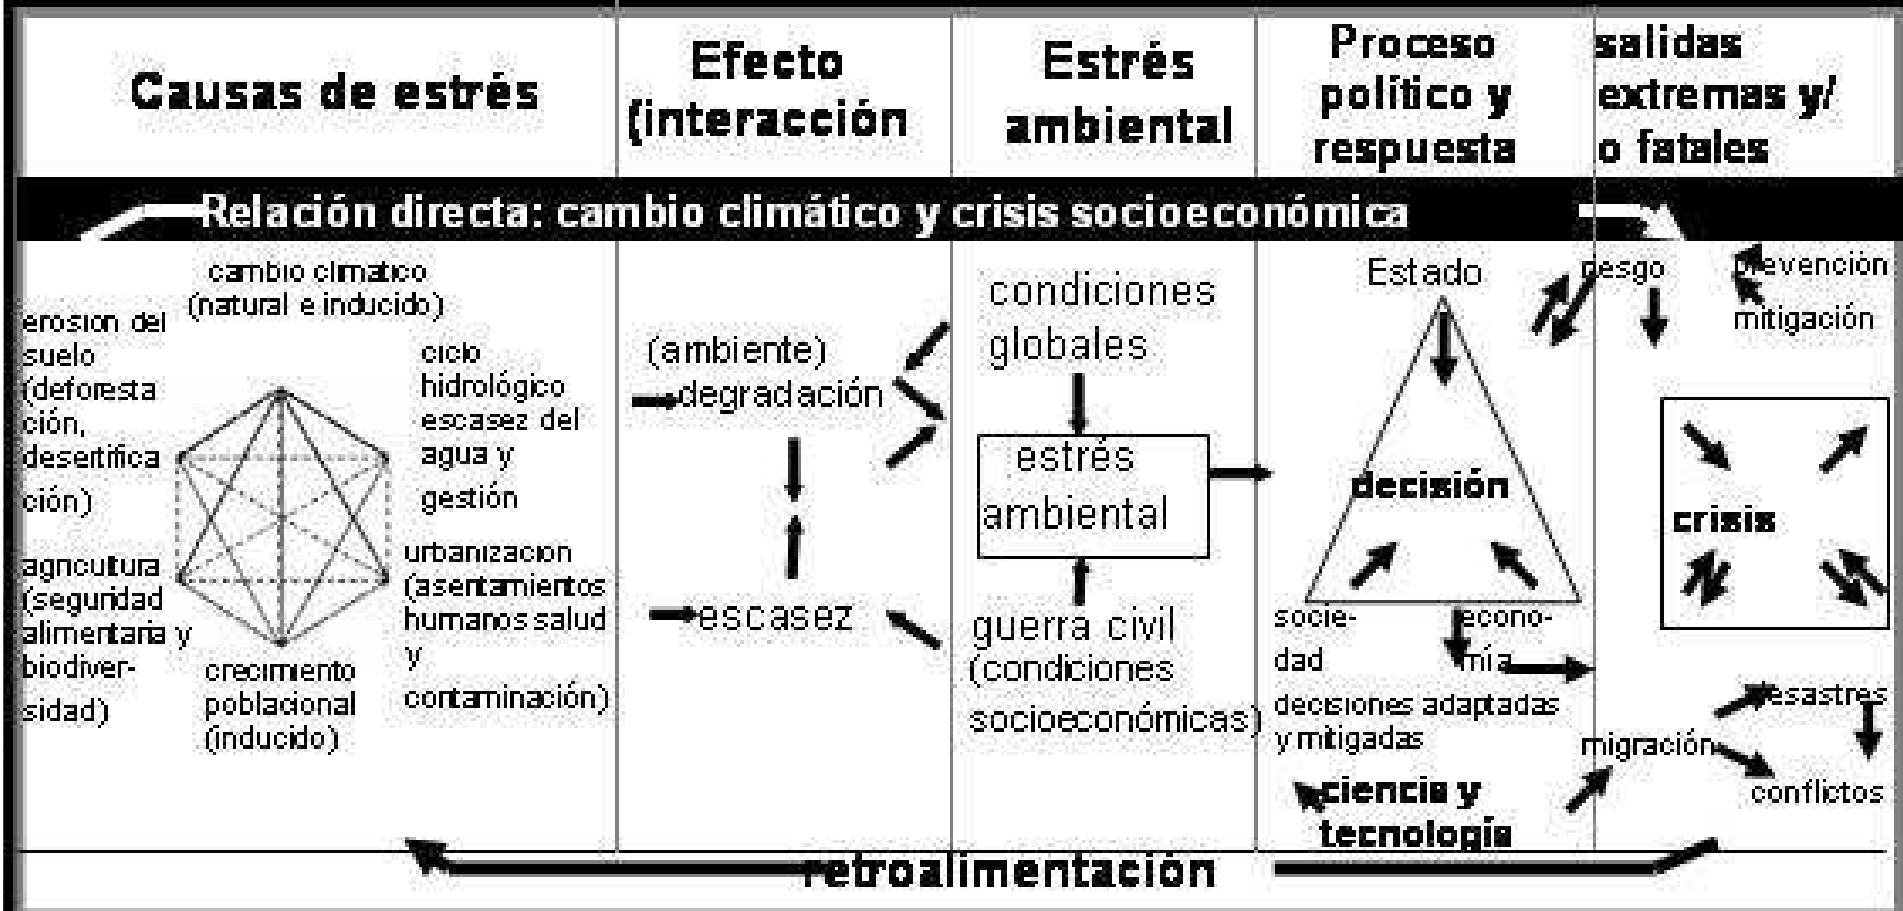 Causas de estrés
Efecto
(interacción
Estrés
ambiental
Proceso
político y
respuesta
salidas
extremas y/
o fatales
Relación directa: cambio climático y crisis socioeconómica
cambio climatico
(natural e inducido)
erosion del
suelo
(deforesta
ción,
desertifica
ción)
ciclo
hidrológico
escasez del
agua y
gestión
agricultura
(seguridad
alimentaria y
biodiver-
sidad)
urbanizacion
(asentamientos
humanos salud
y
contaminación)
crecimiento
poblacional
(inducido)
(ambiente)
degradación
escasez
condiciones
globales
estrés
ambiental
guerra civil
(condiciones
socioeconómicas)
Estado
decisión
socie-
dad
econo-
mía
decisiones adaptadas
y mitigadas
ciencia y
tecnología
riesgo
prevención
mitigación
crisis
migración
desastres
conflictos
retroalimentación